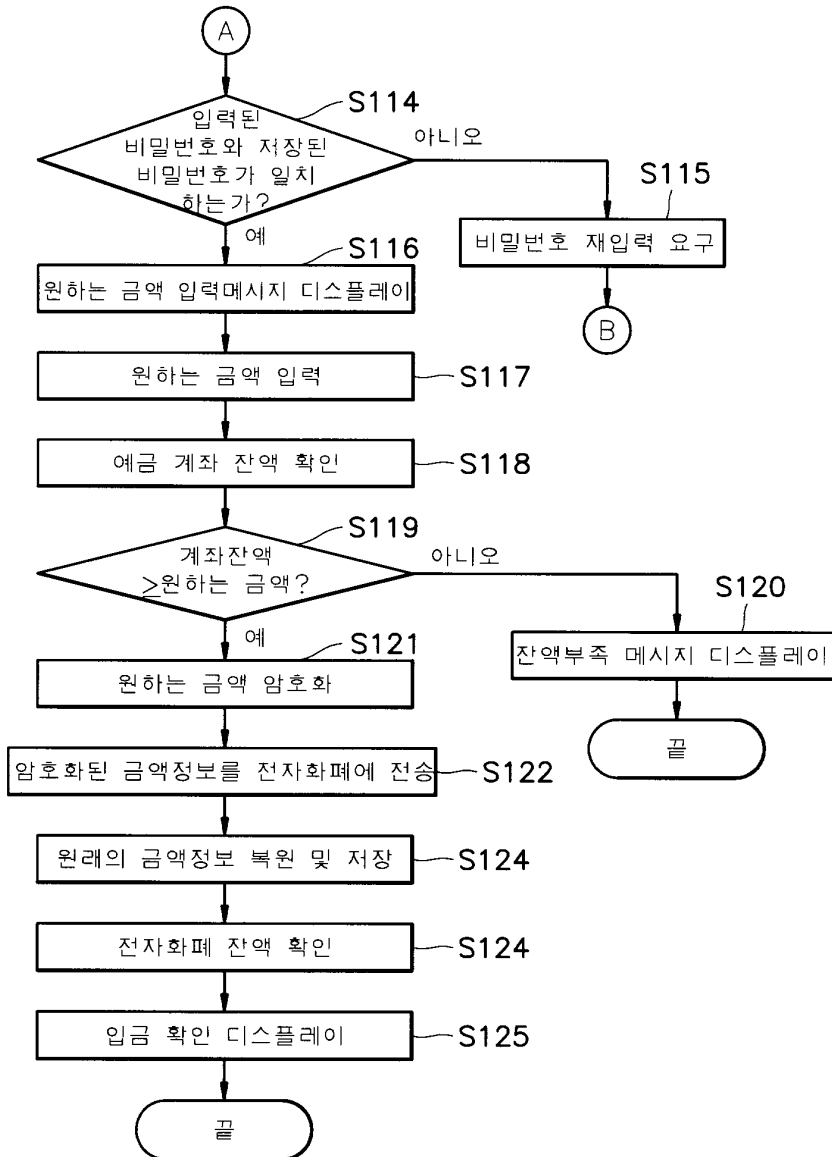 A
S114
입력된
비밀번호와 저장된
비밀번호가 일치
하는가?
아니오
예
S115
비밀번호 재입력 요구
B
S116
원하는 금액 입력메시지 디스플레이
원하는 금액 입력
S117
예금 계좌 잔액 확인
S118
S119
계좌잔액
≥원하는 금액?
아니오
예
S120
잔액부족 메시지 디스플레이
끝
S121
원하는 금액 암호화
암호화된 금액정보를 전자화폐에 전송
S122
원래의 금액정보 복원 및 저장
S124
전자화폐 잔액 확인
S124
입금 확인 디스플레이
S125
끝